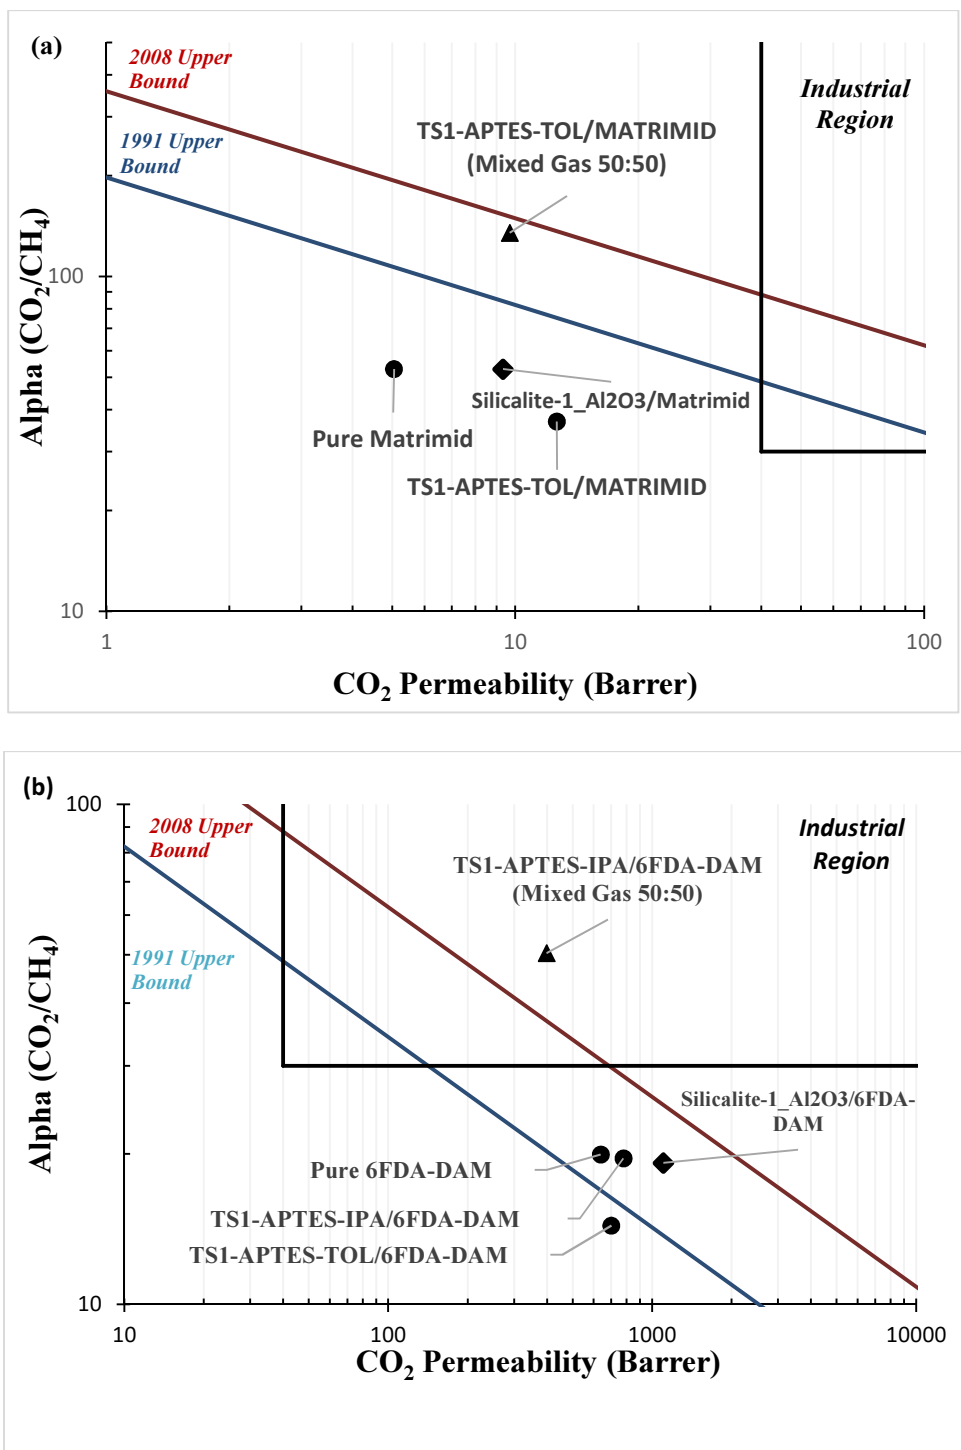 (a)
2008 Upper
Bound
1991 Upper
Bound
TS1-APTES-TOL/MATRIMID
(Mixed Gas 50:50)
Industrial
Region
Alpha (CO₂/CH₄)
100
10
Silicalite-1_Al2O3/Matrimid
Pure Matrimid
TS1-APTES-TOL/MATRIMID
1
10
100
CO₂ Permeability (Barrer)
(b)
100
2008 Upper
Bound
1991 Upper
Bound
TS1-APTES-IPA/6FDA-DAM
(Mixed Gas 50:50)
Industrial
Region
Alpha (CO₂/CH₄)
Silicalite-1_Al2O3/6FDA-
DAM
Pure 6FDA-DAM
TS1-APTES-IPA/6FDA-DAM
TS1-APTES-TOL/6FDA-DAM
10
10
100
1000
10000
CO₂ Permeability (Barrer)